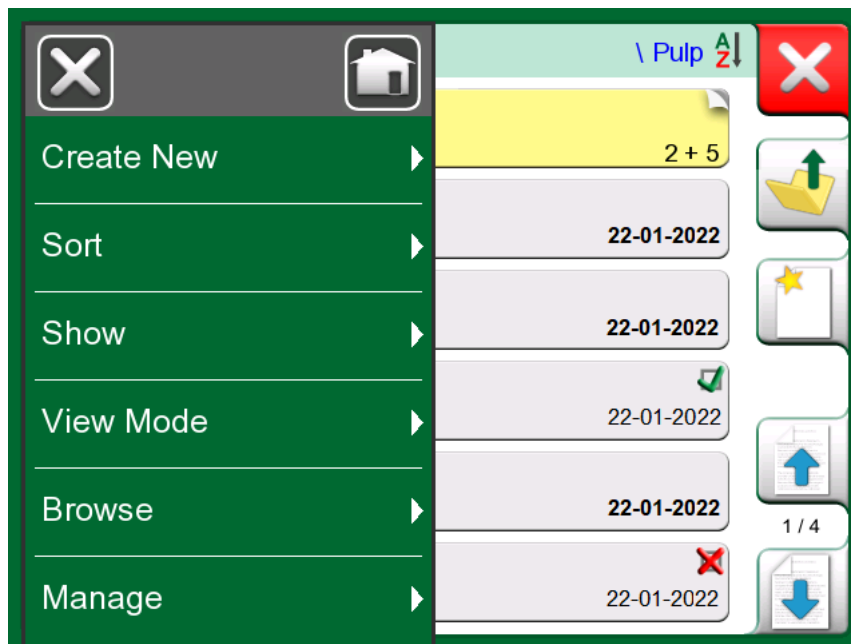 \ Pulp AZ
Create New
2 + 5
Sort
22-01-2022
Show
22-01-2022
View Mode
22-01-2022
Browse
22-01-2022
1 / 4
Manage
22-01-2022